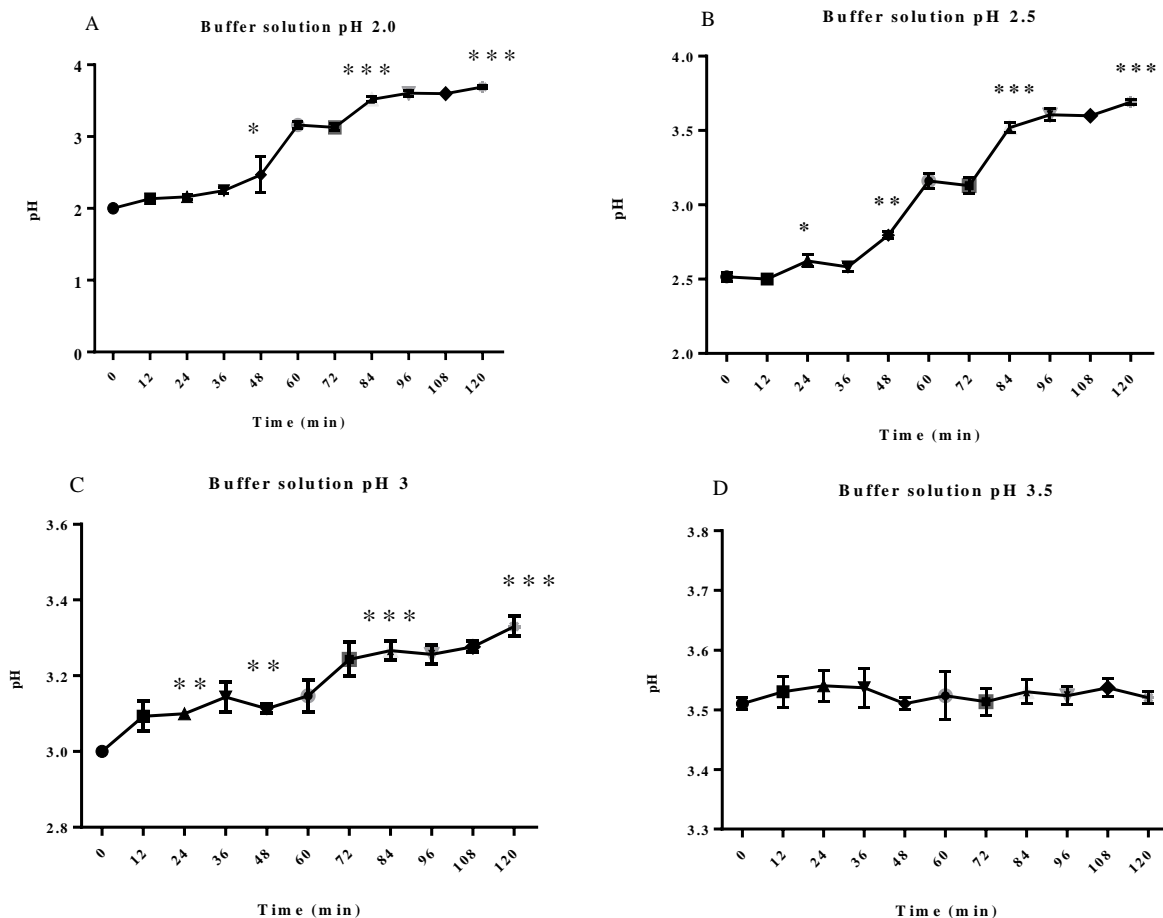 A
Buffer solution pH 2.0
4
3
2
1
0
pH
*
***
***
0 12 24 36 48 60 72 84 96 108 120
Time (min)
B
Buffer solution pH 2.5
4.0
3.5
3.0
2.5
2.0
pH
*
**
***
***
0 12 24 36 48 60 72 84 96 108 120
Time (min)
C
Buffer solution pH 3
3.6
3.4
3.2
3.0
2.8
pH
**
**
***
***
0 12 24 36 48 60 72 84 96 108 120
Time (min)
D
Buffer solution pH 3.5
3.8
3.7
3.6
3.5
3.4
3.3
pH
0 12 24 36 48 60 72 84 96 108 120
Time (min)